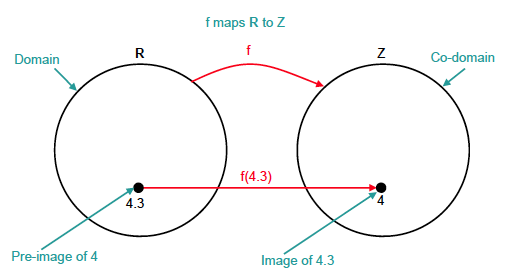 f maps R to Z
Domain
R
f
Z
Co-domain
f(4.3)
4.3
4
Pre-image of 4
Image of 4.3